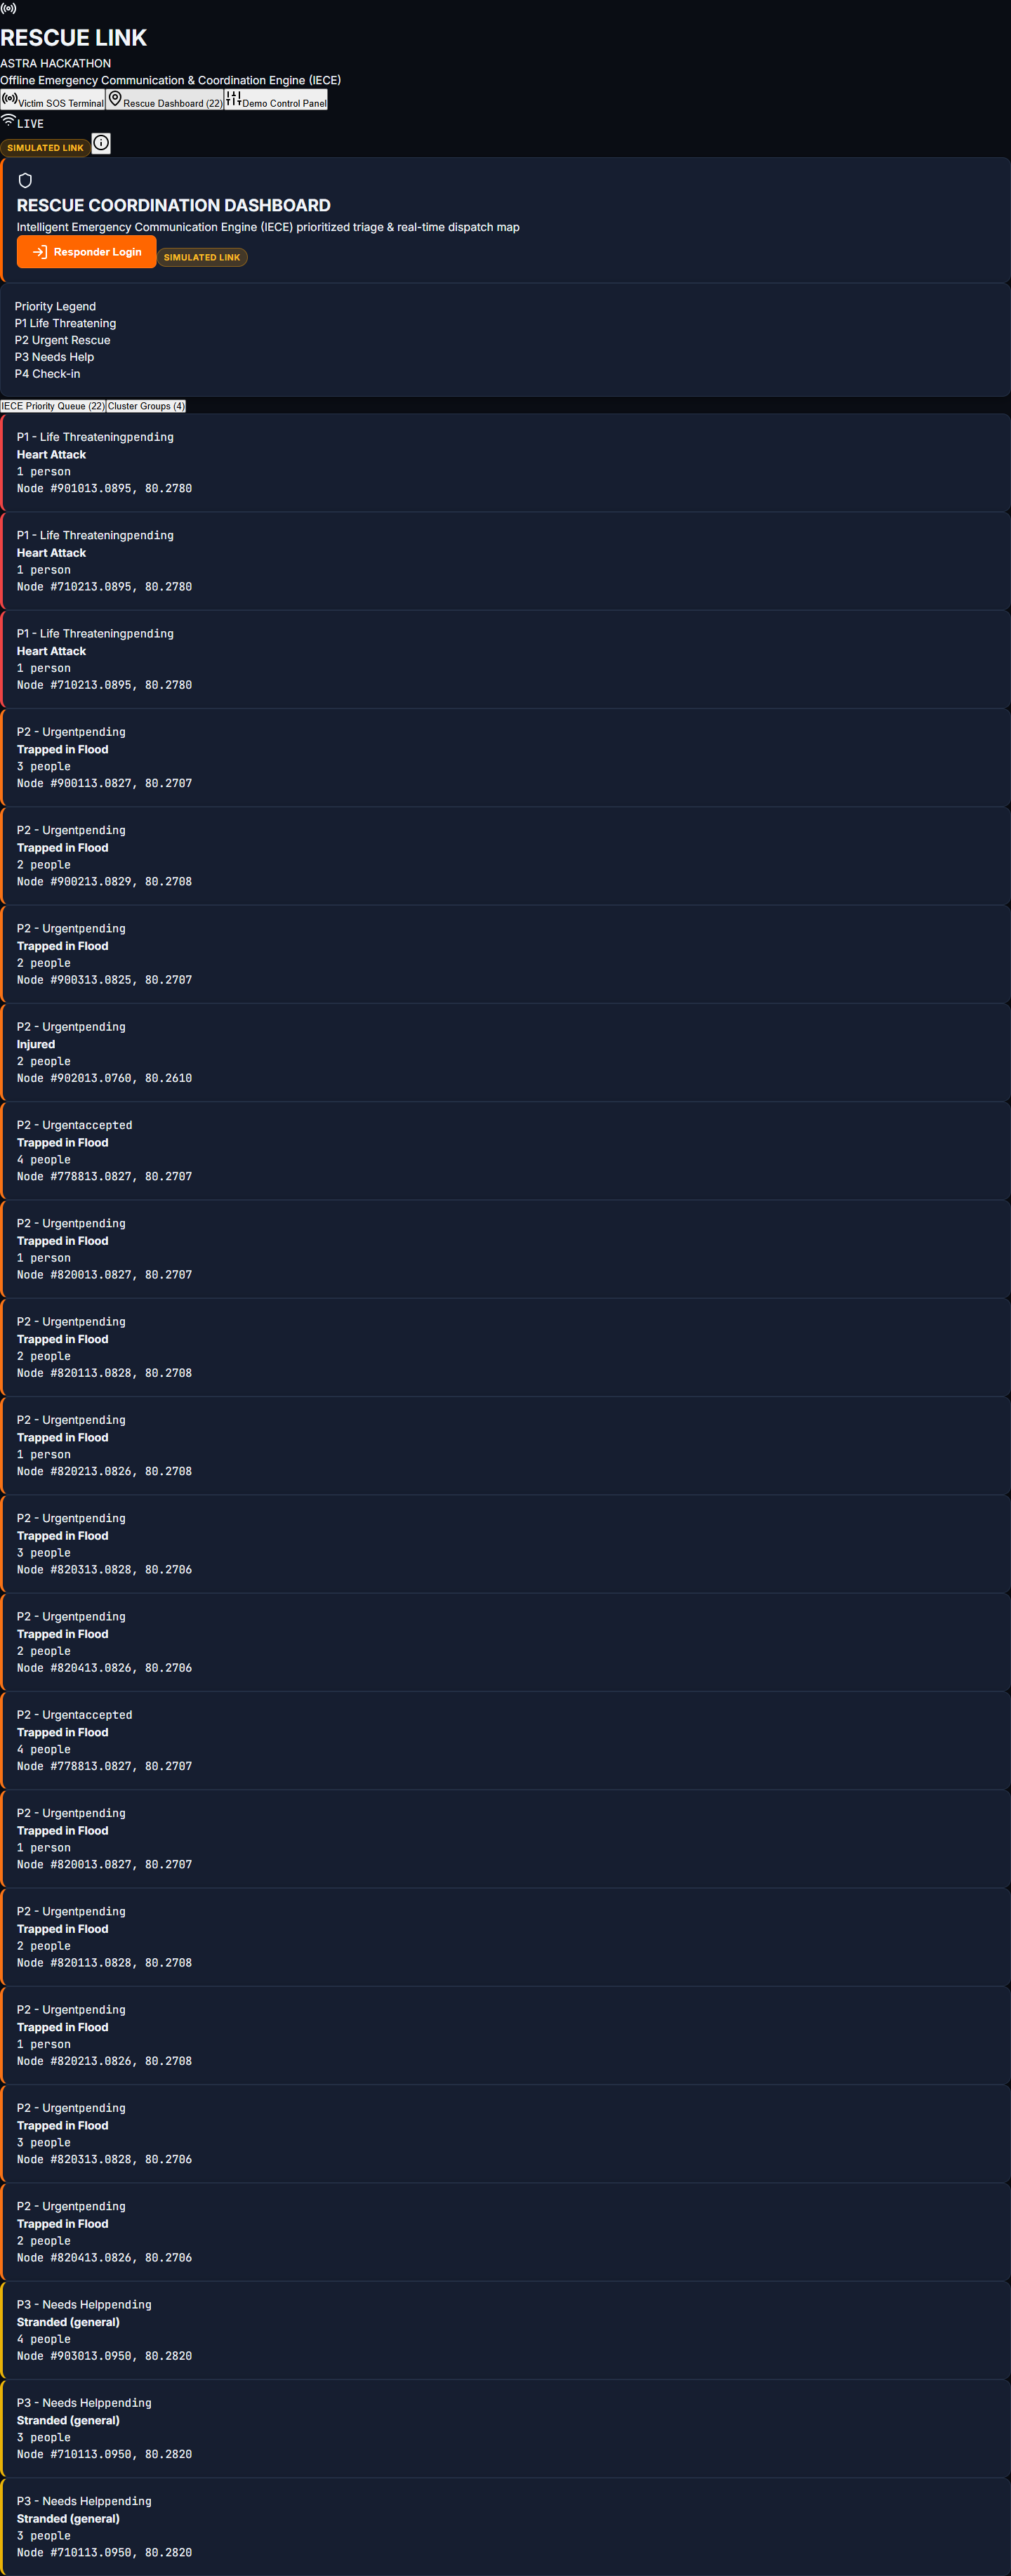 RESCUE LINK
ASTRA HACKATHON
Offline Emergency Communication & Coordination Engine (IECE)
Victim SOS Terminal Rescue Dashboard (22) Demo Control Panel
LIVE
SIMULATED LINK
RESCUE COORDINATION DASHBOARD
Intelligent Emergency Communication Engine (IECE) prioritized triage & real-time dispatch map
Responder Login SIMULATED LINK
Priority Legend
P1 Life Threatening
P2 Urgent Rescue
P3 Needs Help
P4 Check-in
IECE Priority Queue (22) Cluster Groups (4)
P1 - Life Threateningpending
Heart Attack
1 person
Node #901013.0895, 80.2780
P1 - Life Threateningpending
Heart Attack
1 person
Node #710213.0895, 80.2780
P1 - Life Threateningpending
Heart Attack
1 person
Node #710213.0895, 80.2780
P2 - Urgentpending
Trapped in Flood
3 people
Node #900113.0827, 80.2707
P2 - Urgentpending
Trapped in Flood
2 people
Node #900213.0829, 80.2708
P2 - Urgentpending
Trapped in Flood
2 people
Node #900313.0825, 80.2707
P2 - Urgentpending
Injured
2 people
Node #902013.0760, 80.2610
P2 - Urgentaccepted
Trapped in Flood
4 people
Node #778813.0827, 80.2707
P2 - Urgentpending
Trapped in Flood
1 person
Node #820013.0827, 80.2707
P2 - Urgentpending
Trapped in Flood
2 people
Node #820113.0828, 80.2708
P2 - Urgentpending
Trapped in Flood
1 person
Node #820213.0826, 80.2708
P2 - Urgentpending
Trapped in Flood
3 people
Node #820313.0828, 80.2706
P2 - Urgentpending
Trapped in Flood
2 people
Node #820413.0826, 80.2706
P2 - Urgentaccepted
Trapped in Flood
4 people
Node #778813.0827, 80.2707
P2 - Urgentpending
Trapped in Flood
1 person
Node #820013.0827, 80.2707
P2 - Urgentpending
Trapped in Flood
2 people
Node #820113.0828, 80.2708
P2 - Urgentpending
Trapped in Flood
1 person
Node #820213.0826, 80.2708
P2 - Urgentpending
Trapped in Flood
3 people
Node #820313.0828, 80.2706
P2 - Urgentpending
Trapped in Flood
2 people
Node #820413.0826, 80.2706
P3 - Needs Helppending
Stranded (general)
4 people
Node #903013.0950, 80.2820
P3 - Needs Helppending
Stranded (general)
3 people
Node #710113.0950, 80.2820
P3 - Needs Helppending
Stranded (general)
3 people
Node #710113.0950, 80.2820